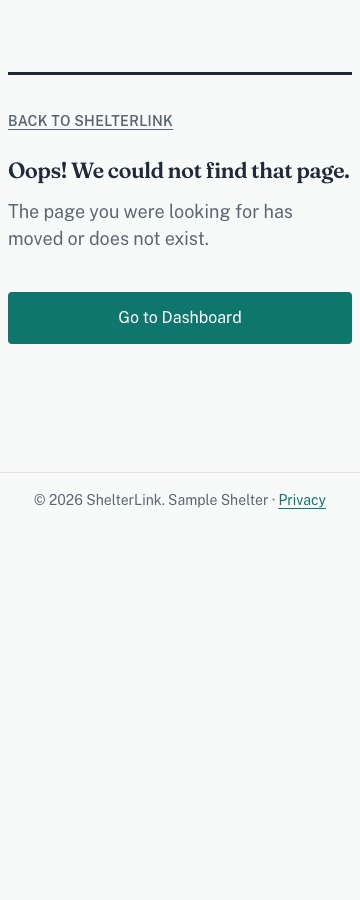 BACK TO SHELTERLINK
Oops! We could not find that page.
The page you were looking for has
moved or does not exist.
Go to Dashboard
© 2026 ShelterLink. Sample Shelter · Privacy